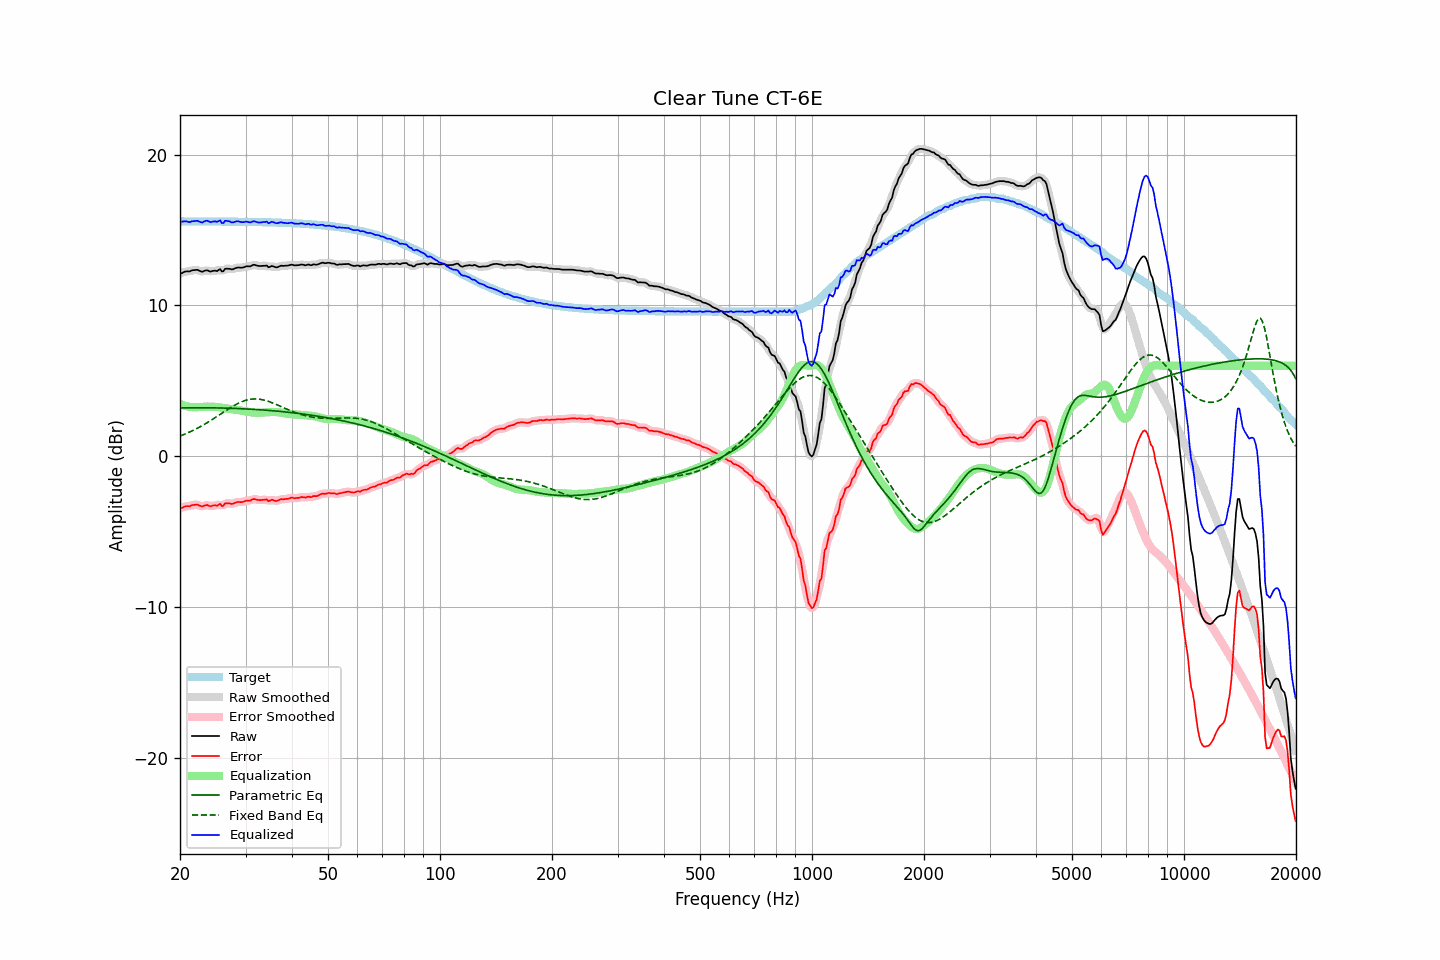 Clear Tune CT-6E
Amplitude (dBr)
20
10
0
−10
−20
Target
Raw Smoothed
Error Smoothed
Raw
Error
Equalization
Parametric Eq
Fixed Band Eq
Equalized
20 50 100 200 500 1000 2000 5000 10000 20000
Frequency (Hz)